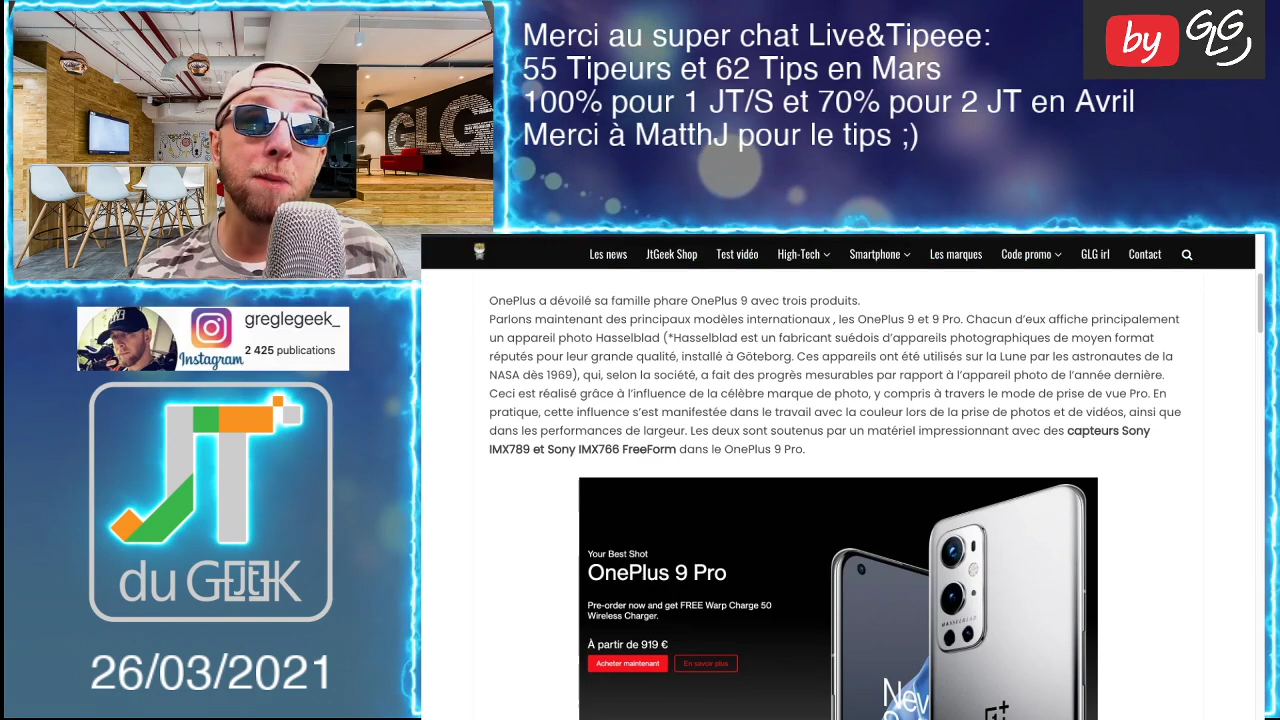 Merci au super chat Live&Tipeee:
55 Tipeurs et 62 Tips en Mars
100% pour 1 JT/S et 70% pour 2 JT en Avril
Merci à MatthJ pour le tips ;)
by GLG
GLG
Les news JtGeek Shop Test vidéo High-Tech Smartphone Les marques Code promo GLG irl Contact
OnePlus a dévoilé sa famille phare OnePlus 9 avec trois produits.
Parlons maintenant des principaux modèles internationaux , les OnePlus 9 et 9 Pro. Chacun d’eux affiche principalement
un appareil photo Hasselblad (*Hasselblad est un fabricant suédois d’appareils photographiques de moyen format
réputés pour leur grande qualité, installé à Göteborg. Ces appareils ont été utilisés sur la Lune par les astronautes de la
NASA dès 1969), qui, selon la société, a fait des progrès mesurables par rapport à l’appareil photo de l’année dernière.
Ceci est réalisé grâce à l’influence de la célèbre marque de photo, y compris à travers le mode de prise de vue Pro. En
pratique, cette influence s’est manifestée dans le travail avec la couleur lors de la prise de photos et de vidéos, ainsi que
dans les performances de largeur. Les deux sont soutenus par un matériel impressionnant avec des capteurs Sony
IMX789 et Sony IMX766 FreeForm dans le OnePlus 9 Pro.
Your Best Shot
OnePlus 9 Pro
Pre-order now and get FREE Warp Charge 50
Wireless Charger.
À partir de 919 €
Acheter maintenant En savoir plus
HASSELBLAD
Nev
greglegeek_
Instagram 2 425 publications
JT
du GEEK
26/03/2021